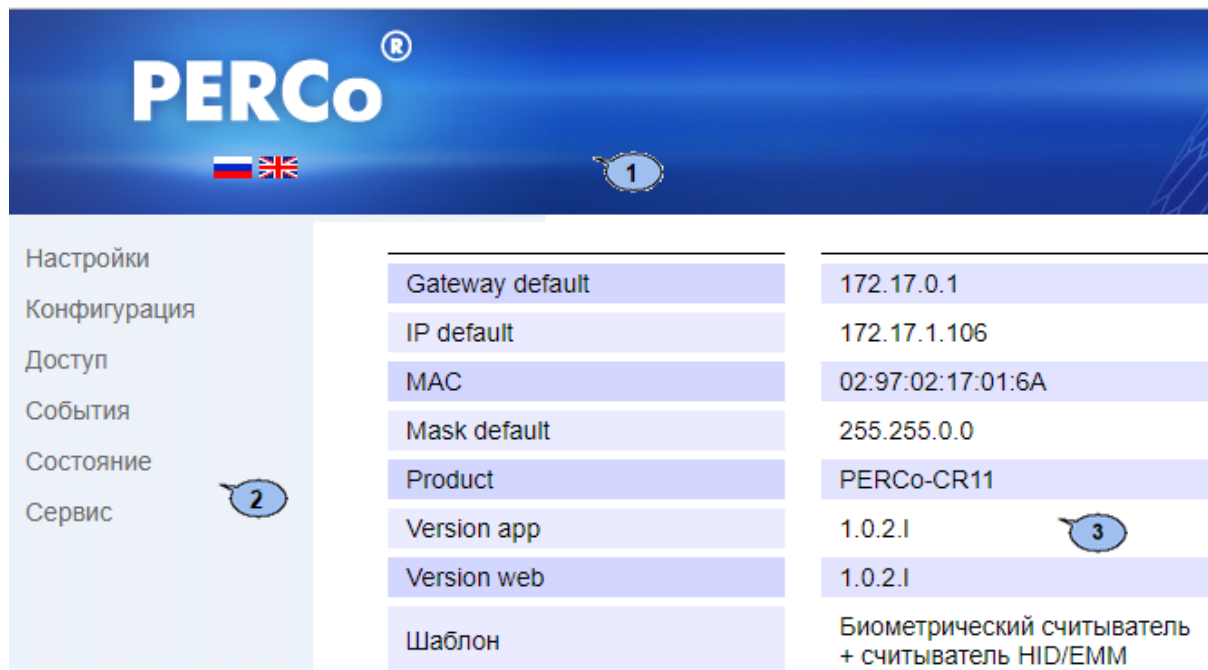 PERCo®
1
Настройки
Конфигурация
Доступ
События
Состояние
Сервис
2
Gateway default 172.17.0.1
IP default 172.17.1.106
MAC 02:97:02:17:01:6A
Mask default 255.255.0.0
Product PERCo-CR11
Version app 1.0.2.I
3
Version web 1.0.2.I
Шаблон Биометрический считыватель
+ считыватель HID/EMM